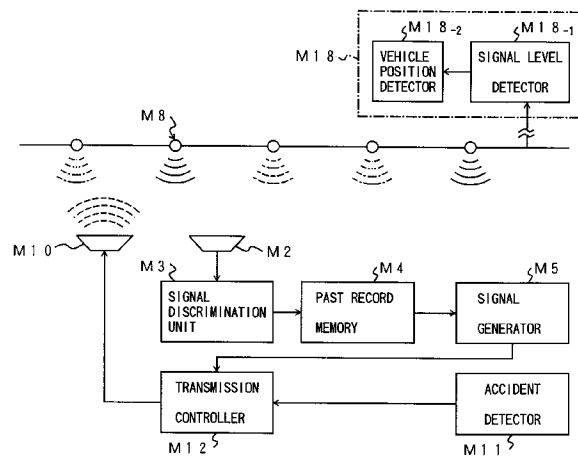 M18-2
M18-1
M18
VEHICLE
POSITION
DETECTOR
SIGNAL LEVEL
DETECTOR
M8
M10
M2
M3
M4
M5
SIGNAL
DISCRIMINATION
UNIT
PAST RECORD
MEMORY
SIGNAL
GENERATOR
TRANSMISSION
CONTROLLER
ACCIDENT
DETECTOR
M12
M11